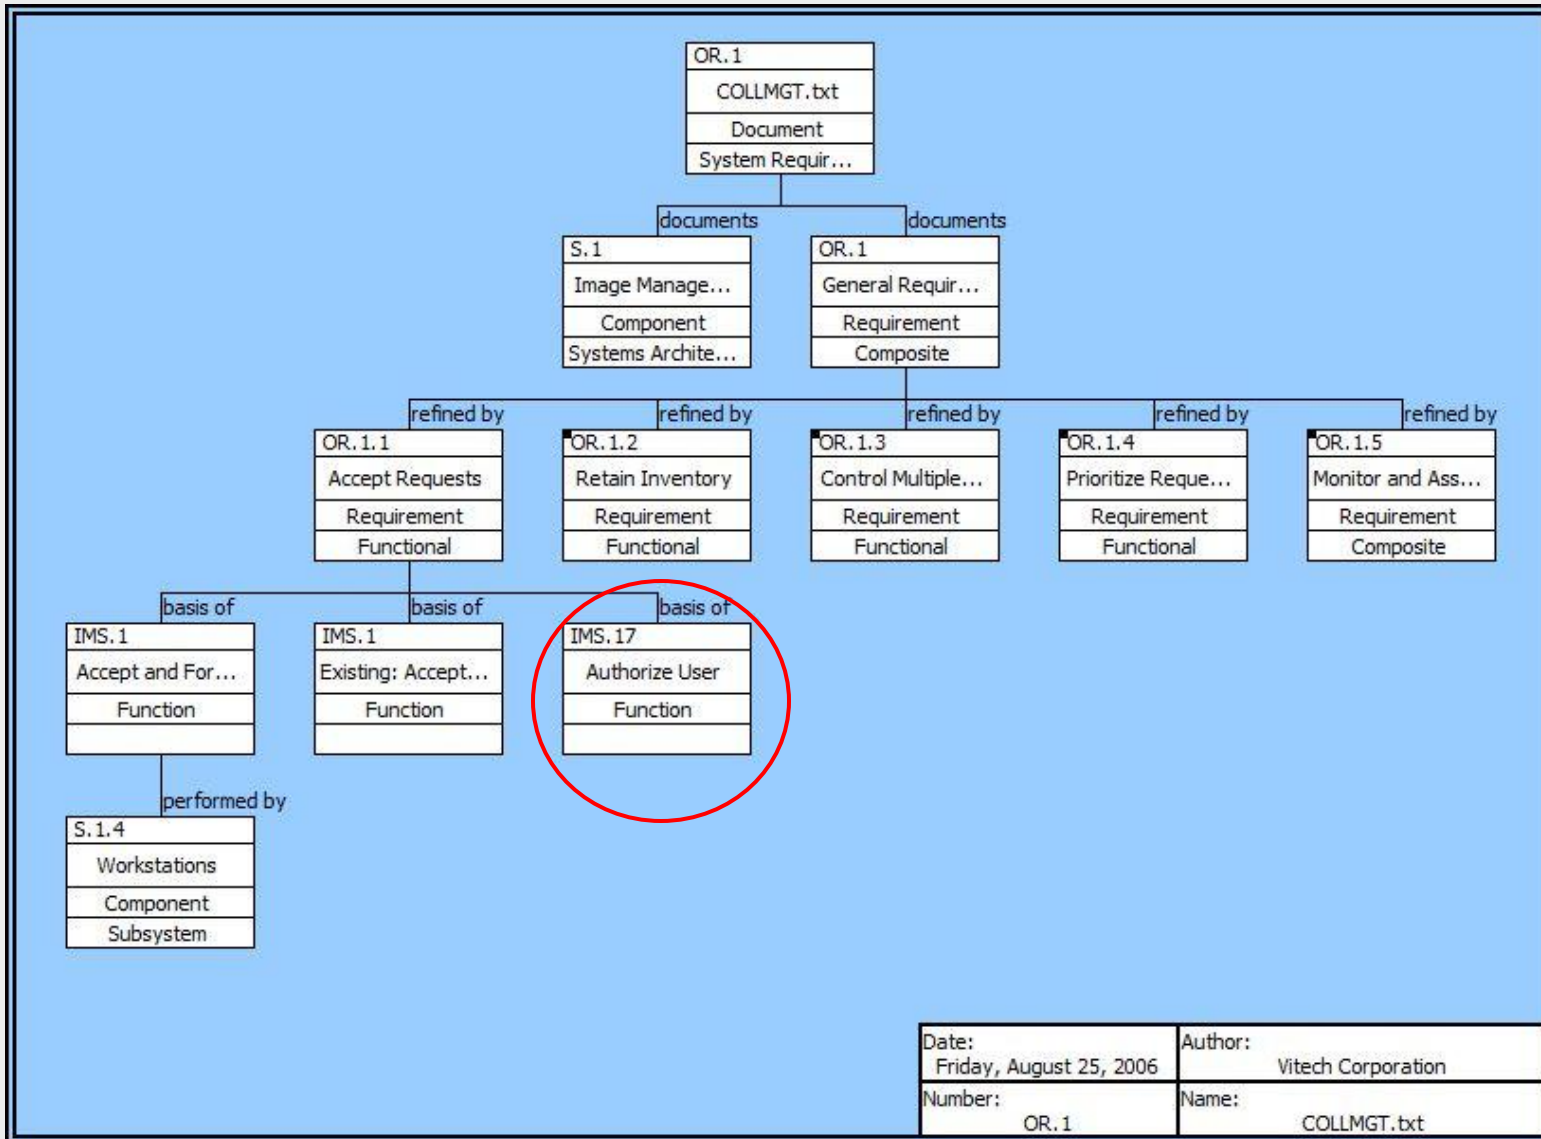 OR.1
COLLMGT.txt
Document
System Requir...
documents
documents
S.1
Image Manage...
Component
Systems Archite...
OR.1
General Requir...
Requirement
Composite
refined by
refined by
refined by
refined by
refined by
OR.1.1
Accept Requests
Requirement
Functional
OR.1.2
Retain Inventory
Requirement
Functional
OR.1.3
Control Multiple...
Requirement
Functional
OR.1.4
Prioritize Reque...
Requirement
Functional
OR.1.5
Monitor and Ass...
Requirement
Composite
basis of
basis of
basis of
IMS.1
Accept and For...
Function
IMS.1
Existing: Accept...
Function
IMS.17
Authorize User
Function
performed by
S.1.4
Workstations
Component
Subsystem
Date:
Friday, August 25, 2006
Author:
Vitech Corporation
Number:
OR.1
Name:
COLLMGT.txt